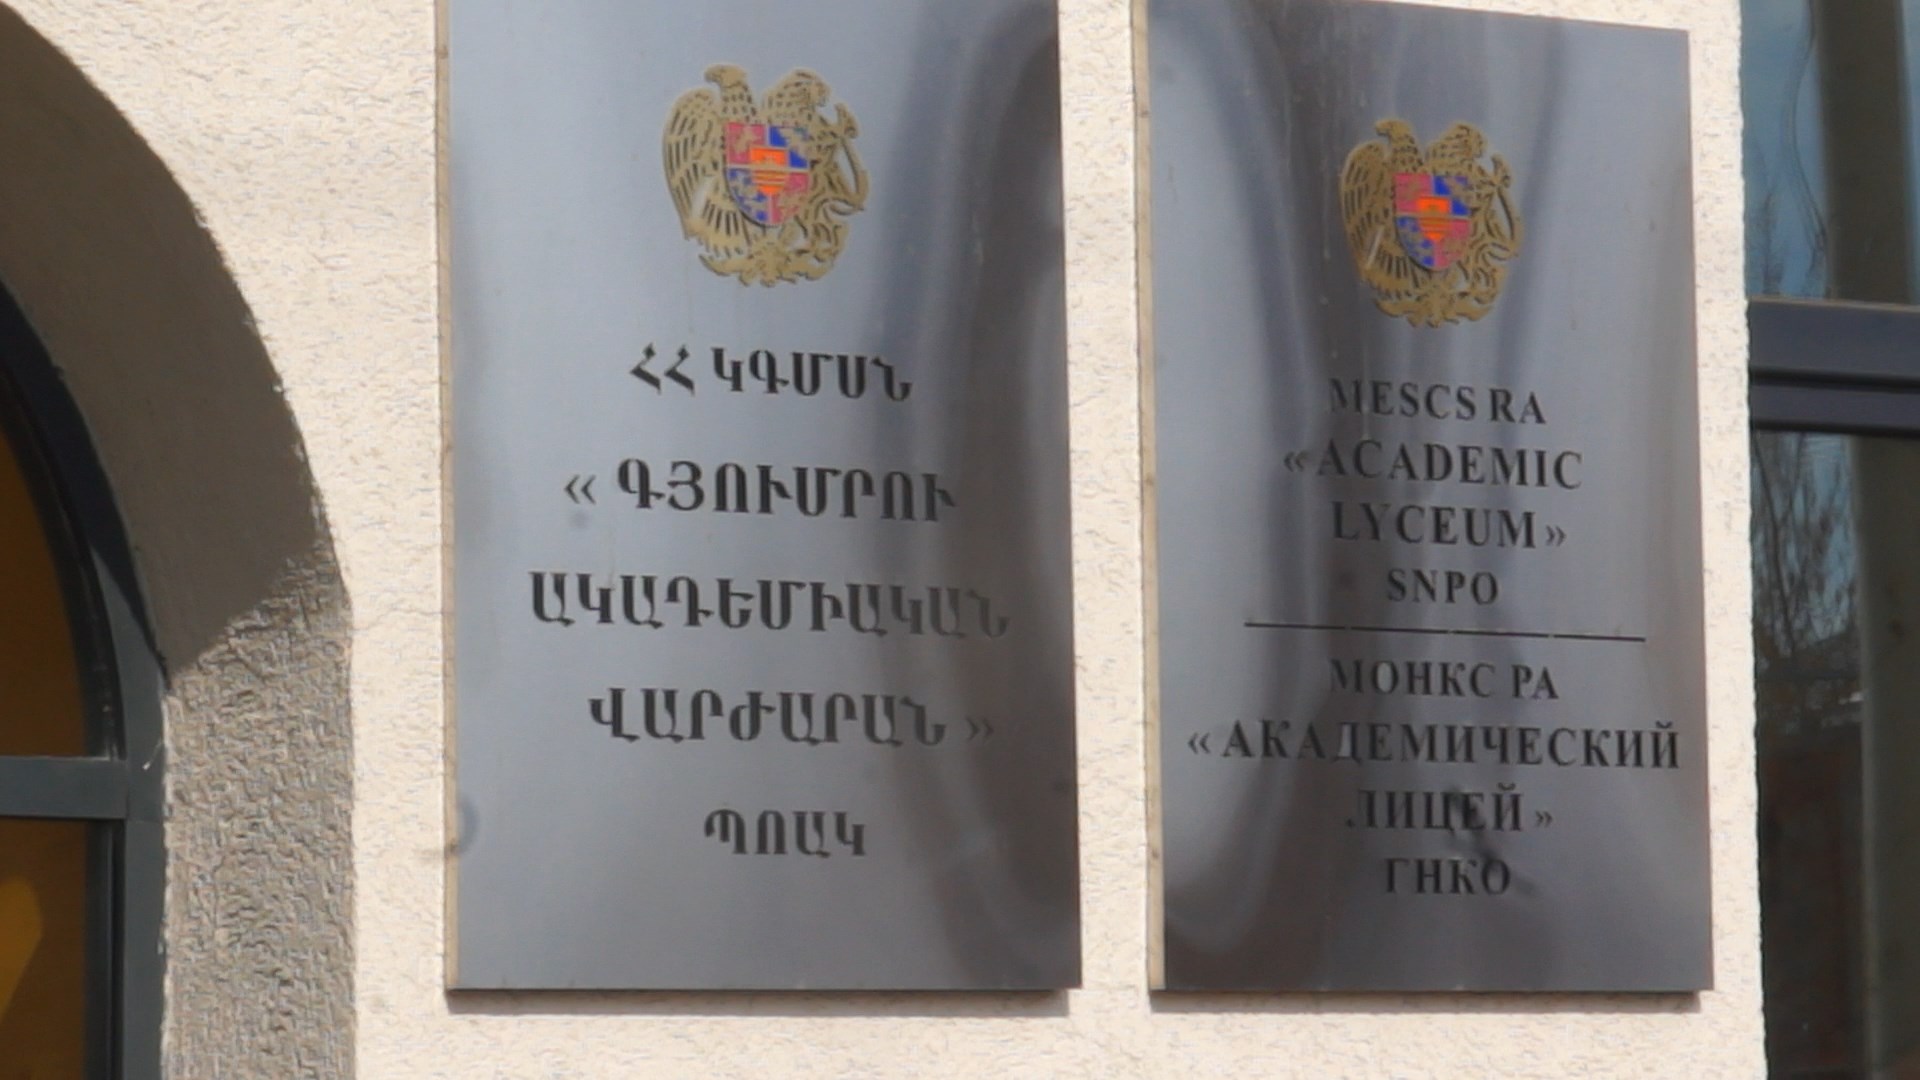 ՀՀ ԿԳՄՍՆ
« ԳՅՈՒՄՐՈՒ
ԱԿԱԴԵՄԻԱԿԱՆ
ՎԱՐԺԱՐԱՆ »
ՊՈԱԿ
MESCS RA
«ACADEMIC
LYCEUM»
SNPO
МОНКС РА
«АКАДЕМИЧЕСКИЙ
ЛИЦЕЙ»
ГНКО